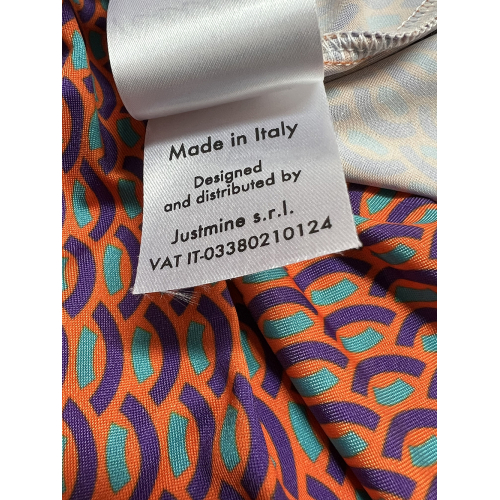 Made in Italy
Designed
and distributed by
Justmine s.r.l.
VAT IT-03380210124